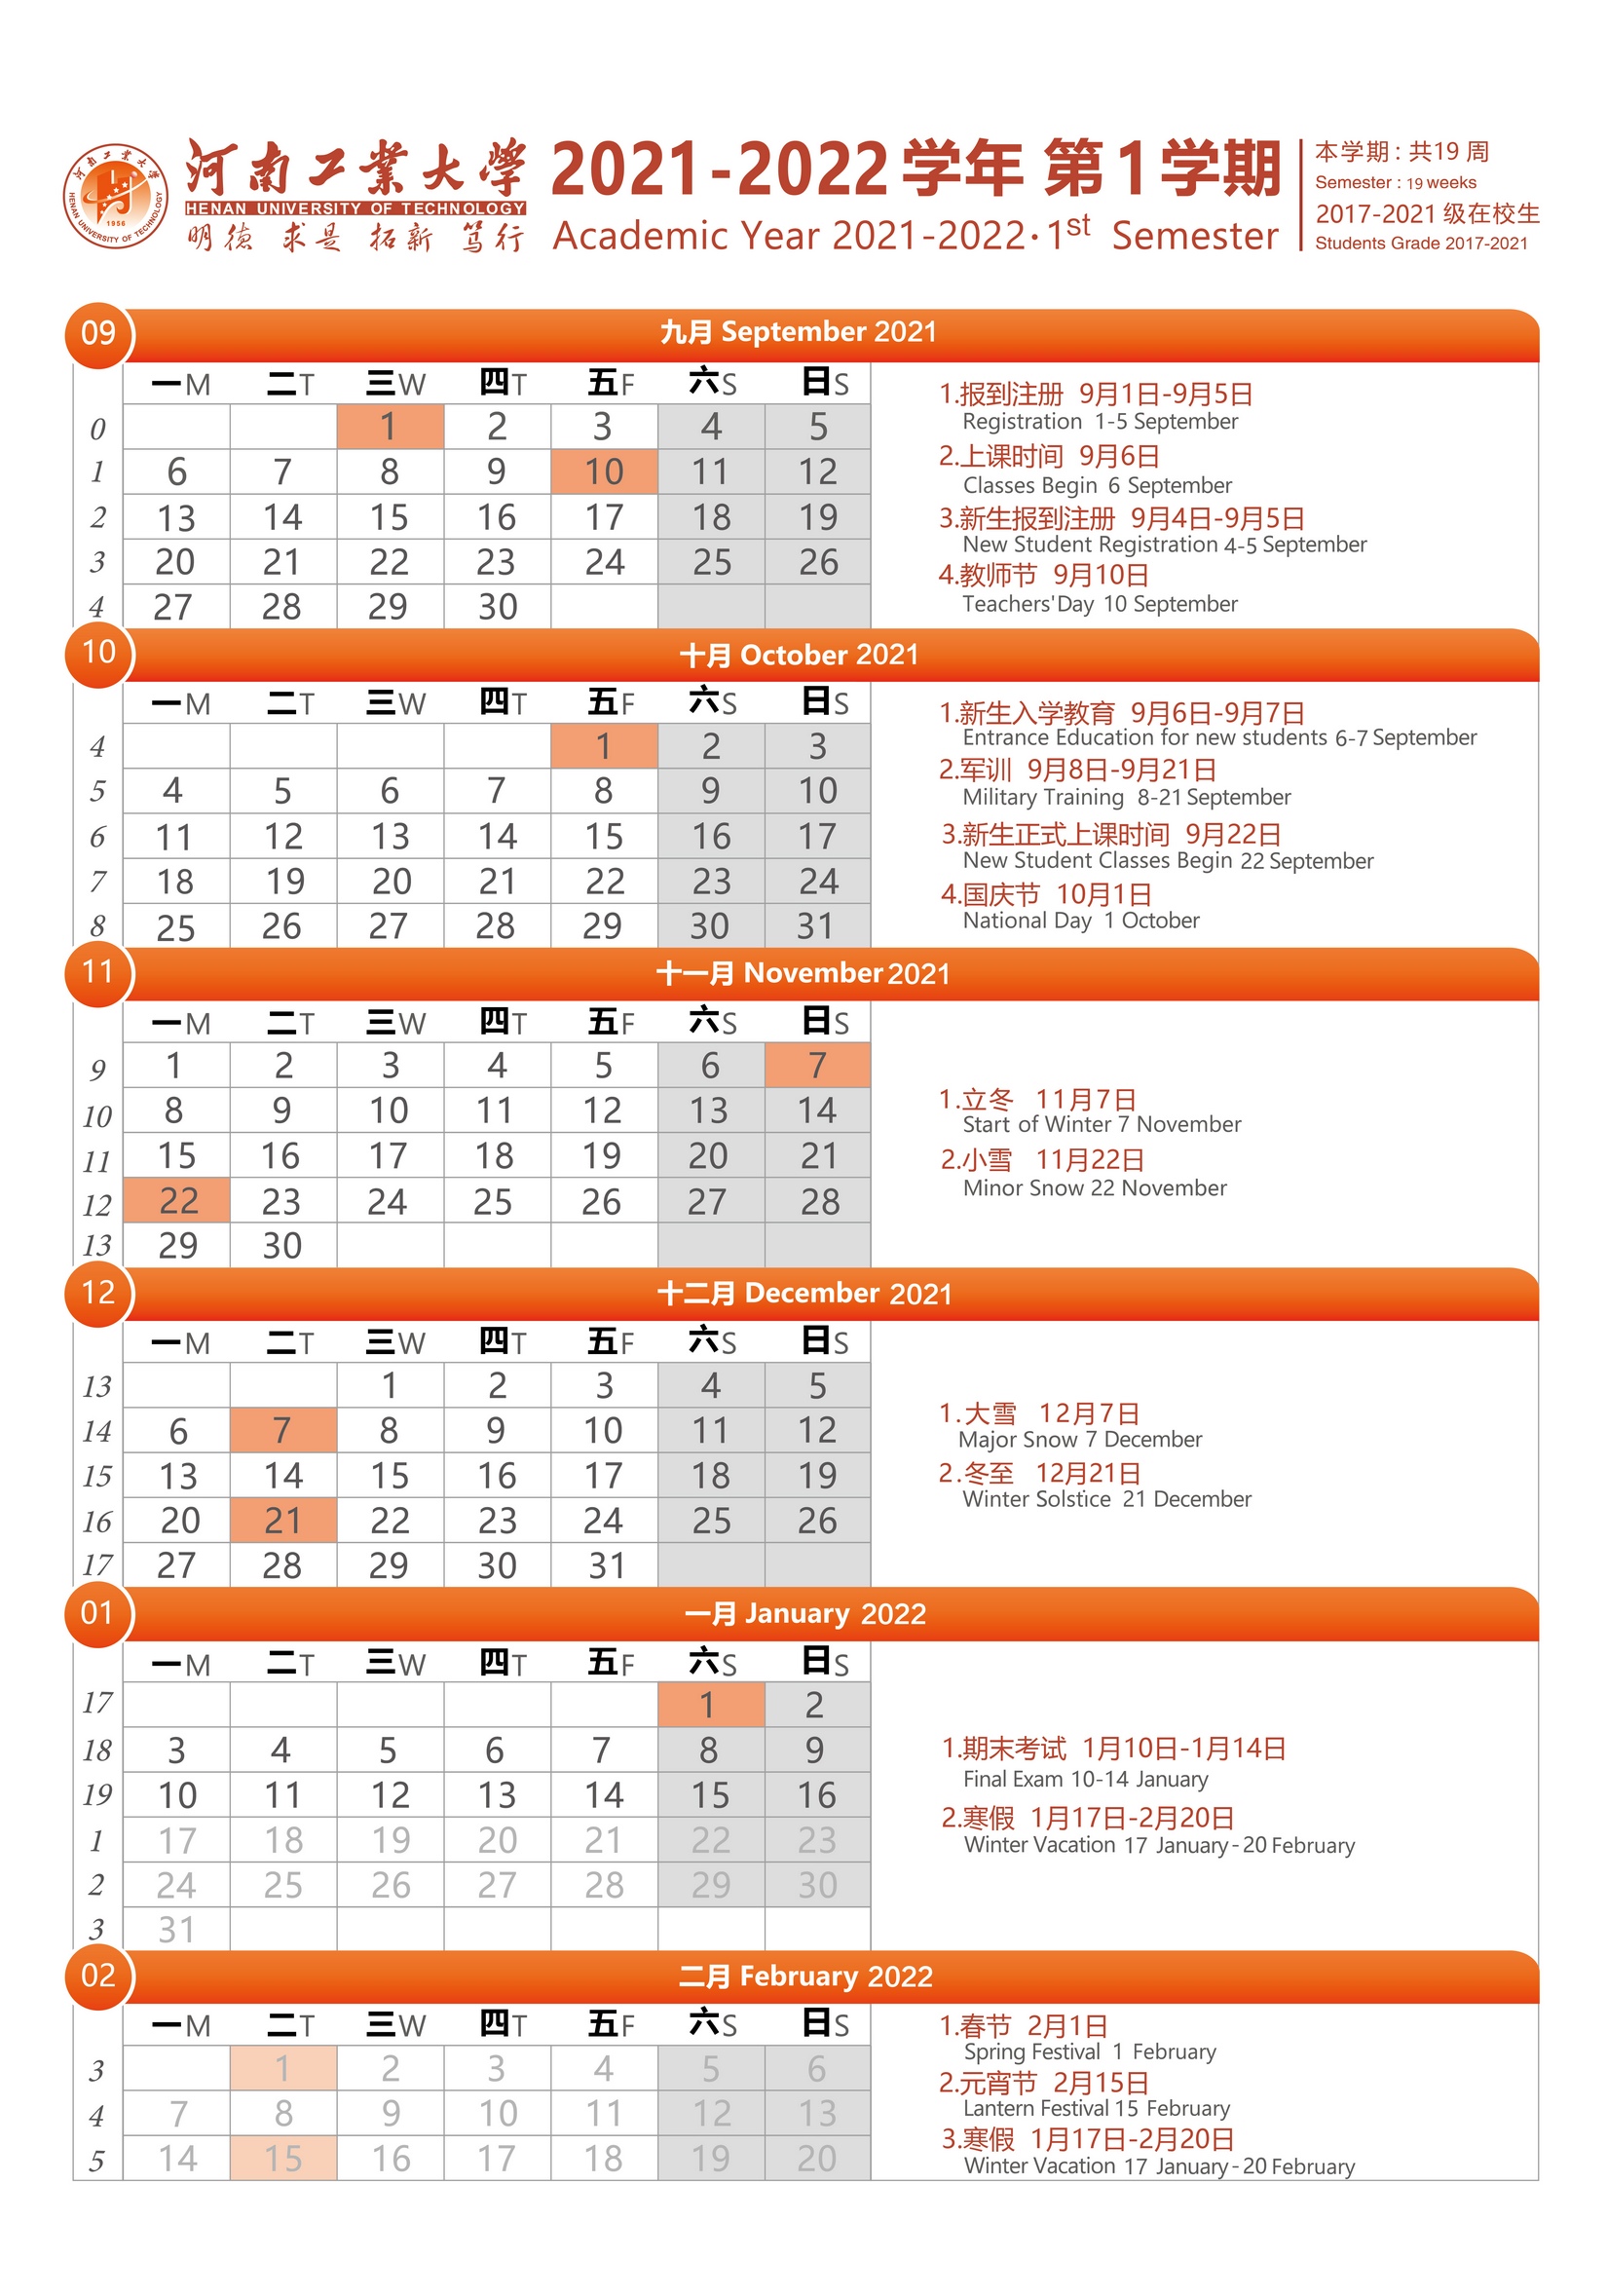 河南工业大学
HENAN UNIVERSITY OF TECHNOLOGY
1956
河南工業大學
HENAN UNIVERSITY OF TECHNOLOGY
明德 求是 拓新 笃行
2021-2022学年 第1学期
Academic Year 2021-2022·1st Semester
本学期：共19 周
Semester : 19 weeks
2017-2021 级在校生
Students Grade 2017-2021
09 九月 September 2021
一M 二T 三W 四T 五F 六S 日S
0 1 2 3 4 5
1 6 7 8 9 10 11 12
2 13 14 15 16 17 18 19
3 20 21 22 23 24 25 26
4 27 28 29 30
1.报到注册 9月1日-9月5日
Registration 1-5 September
2.上课时间 9月6日
Classes Begin 6 September
3.新生报到注册 9月4日-9月5日
New Student Registration 4-5 September
4.教师节 9月10日
Teachers'Day 10 September
10 十月 October 2021
一M 二T 三W 四T 五F 六S 日S
4 1 2 3
5 4 5 6 7 8 9 10
6 11 12 13 14 15 16 17
7 18 19 20 21 22 23 24
8 25 26 27 28 29 30 31
1.新生入学教育 9月6日-9月7日
Entrance Education for new students 6-7 September
2.军训 9月8日-9月21日
Military Training 8-21 September
3.新生正式上课时间 9月22日
New Student Classes Begin 22 September
4.国庆节 10月1日
National Day 1 October
11 十一月 November 2021
一M 二T 三W 四T 五F 六S 日S
9 1 2 3 4 5 6 7
10 8 9 10 11 12 13 14
11 15 16 17 18 19 20 21
12 22 23 24 25 26 27 28
13 29 30
1.立冬 11月7日
Start of Winter 7 November
2.小雪 11月22日
Minor Snow 22 November
12 十二月 December 2021
一M 二T 三W 四T 五F 六S 日S
13 1 2 3 4 5
14 6 7 8 9 10 11 12
15 13 14 15 16 17 18 19
16 20 21 22 23 24 25 26
17 27 28 29 30 31
1.大雪 12月7日
Major Snow 7 December
2.冬至 12月21日
Winter Solstice 21 December
01 一月 January 2022
一M 二T 三W 四T 五F 六S 日S
17 1 2
18 3 4 5 6 7 8 9
19 10 11 12 13 14 15 16
1 17 18 19 20 21 22 23
2 24 25 26 27 28 29 30
3 31
1.期末考试 1月10日-1月14日
Final Exam 10-14 January
2.寒假 1月17日-2月20日
Winter Vacation 17 January-20 February
02 二月 February 2022
一M 二T 三W 四T 五F 六S 日S
3 1 2 3 4 5 6
4 7 8 9 10 11 12 13
5 14 15 16 17 18 19 20
1.春节 2月1日
Spring Festival 1 February
2.元宵节 2月15日
Lantern Festival 15 February
3.寒假 1月17日-2月20日
Winter Vacation 17 January-20 February